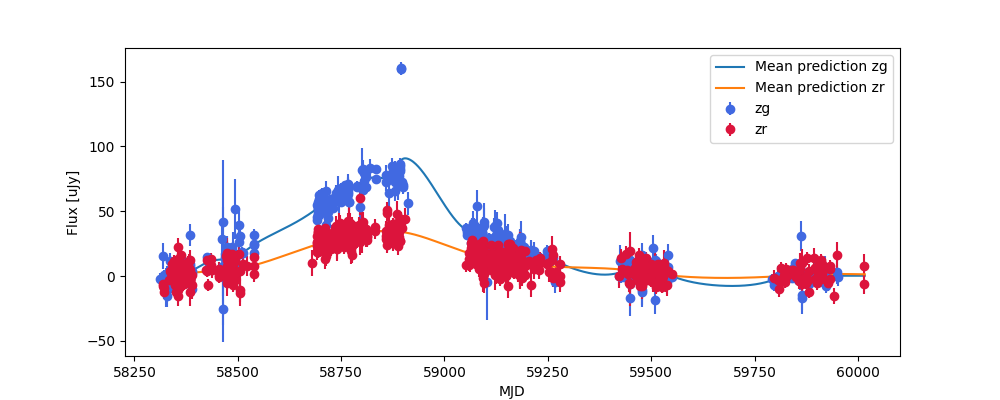 Mean prediction zg
Mean prediction zr
zg
zr
150
100
50
0
−50
Flux [uJy]
58250
58500
58750
59000
59250
59500
59750
60000
MJD